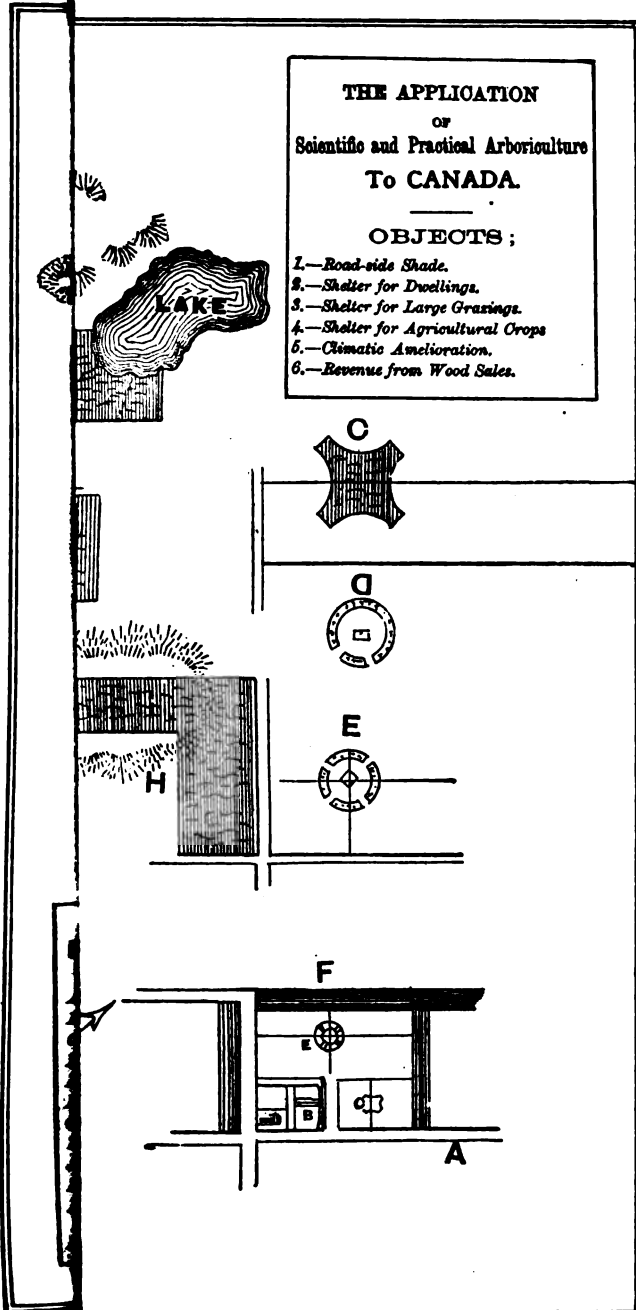 THE APPLICATION
OF
Scientific and Practical Arboriculture
To CANADA.
OBJECTS;
1.—Road-side Shade.
2.—Shelter for Dwellings.
3.—Shelter for Large Grazings.
4.—Shelter for Agricultural Crops
5.—Climatic Amelioration.
6.—Revenue from Wood Sales.
LAKE
C
D
E
H
F
E
B
C
A